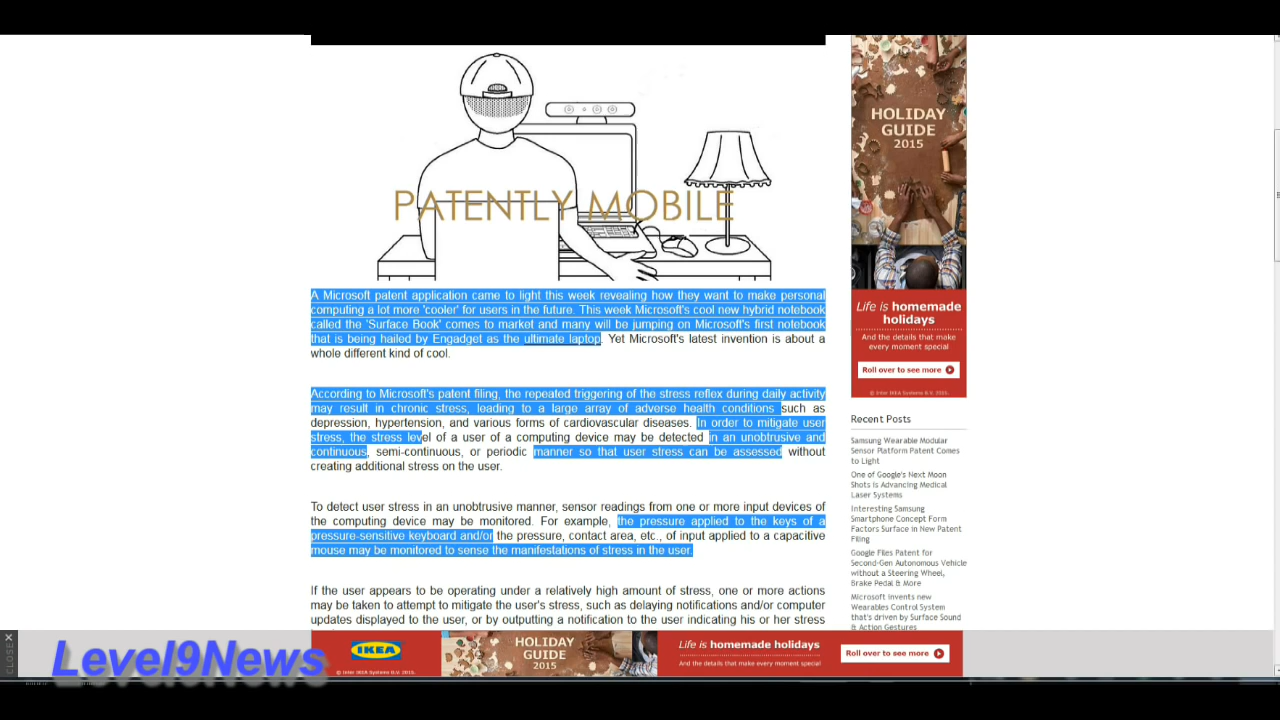 PATENTLY MOBILE
A Microsoft patent application came to light this week revealing how they want to make personal
computing a lot more 'cooler' for users in the future. This week Microsoft's cool new hybrid notebook
called the 'Surface Book' comes to market and many will be jumping on Microsoft's first notebook
that is being hailed by Engadget as the ultimate laptop. Yet Microsoft's latest invention is about a
whole different kind of cool.
According to Microsoft's patent filing, the repeated triggering of the stress reflex during daily activity
may result in chronic stress, leading to a large array of adverse health conditions such as
depression, hypertension, and various forms of cardiovascular diseases. In order to mitigate user
stress, the stress level of a user of a computing device may be detected in an unobtrusive and
continuous, semi-continuous, or periodic manner so that user stress can be assessed without
creating additional stress on the user.
To detect user stress in an unobtrusive manner, sensor readings from one or more input devices of
the computing device may be monitored. For example, the pressure applied to the keys of a
pressure-sensitive keyboard and/or the pressure, contact area, etc., of input applied to a capacitive
mouse may be monitored to sense the manifestations of stress in the user.
If the user appears to be operating under a relatively high amount of stress, one or more actions
may be taken to attempt to mitigate the user's stress, such as delaying notifications and/or computer
updates displayed to the user, or by outputting a notification to the user indicating his or her stress
HOLIDAY
GUIDE
2015
Life is homemade
holidays
And the details that make
every moment special
Roll over to see more
© Inter IKEA Systems B.V. 2015.
Recent Posts
Samsung Wearable Modular
Sensor Platform Patent Comes
to Light
One of Google's Next Moon
Shots is Advancing Medical
Laser Systems
Interesting Samsung
Smartphone Concept Form
Factors Surface in New Patent
Filing
Google Files Patent for
Second-Gen Autonomous Vehicle
without a Steering Wheel,
Brake Pedal & More
Microsoft Invents new
Wearables Control System
that's driven by Surface Sound
& Action Gestures
CLOSE
Level9News
IKEA
© Inter IKEA Systems B.V. 2015.
HOLIDAY
GUIDE
2015
Life is homemade holidays
And the details that make every moment special
Roll over to see more